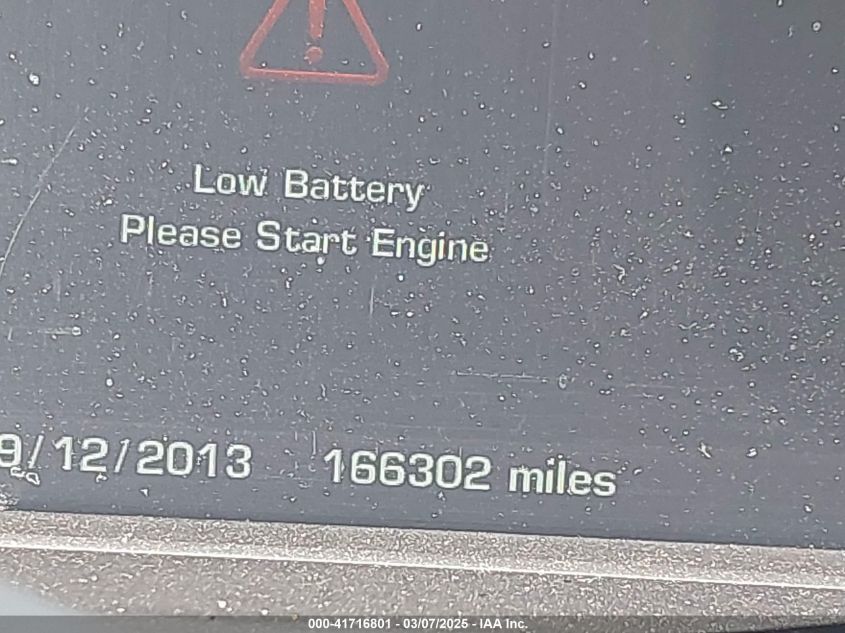 Low Battery
Please Start Engine
9/12/2013 166302 miles
000-41716801 - 03/07/2025 - IAA Inc.